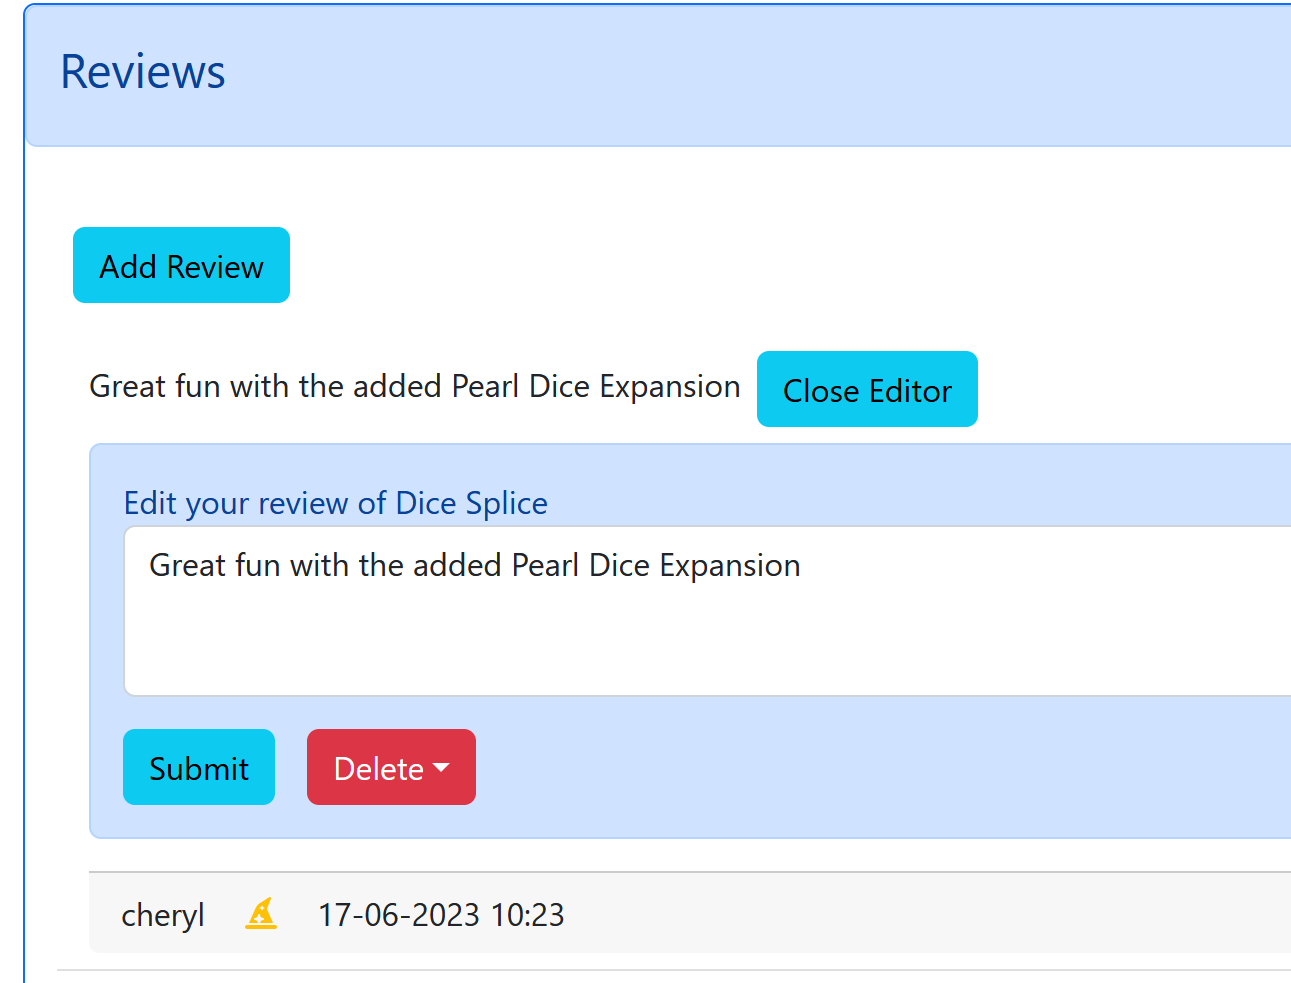 Reviews
Add Review
Great fun with the added Pearl Dice Expansion Close Editor
Edit your review of Dice Splice
Great fun with the added Pearl Dice Expansion
Submit Delete
cheryl 17-06-2023 10:23